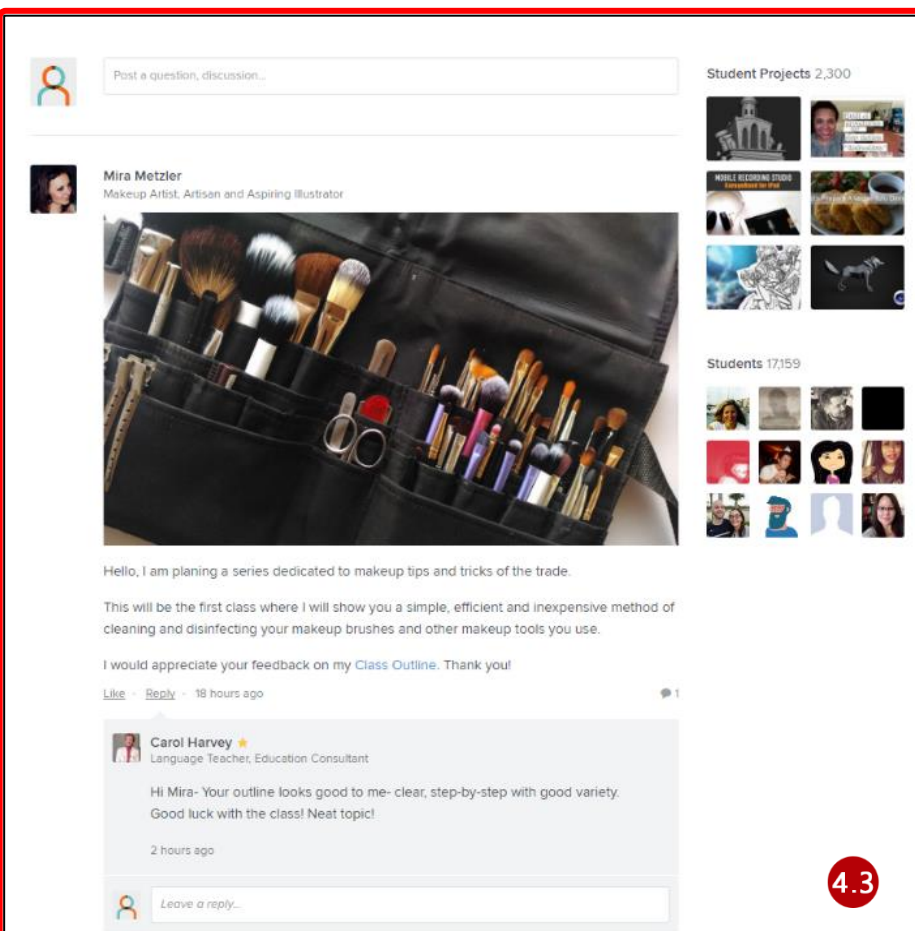 Post a question, discussion...
Student Projects 2,300
MOBILE RECORDING STUDIO
GarageBand for iPad
Mira Metzler
Makeup Artist, Artisan and Aspiring Illustrator
Students 17,159
Hello, I am planing a series dedicated to makeup tips and tricks of the trade.
This will be the first class where I will show you a simple, efficient and inexpensive method of
cleaning and disinfecting your makeup brushes and other makeup tools you use.
I would appreciate your feedback on my Class Outline. Thank you!
Like - Reply - 18 hours ago
1
Carol Harvey
Language Teacher, Education Consultant
Hi Mira- Your outline looks good to me- clear, step-by-step with good variety.
Good luck with the class! Neat topic!
2 hours ago
Leave a reply...
4.3